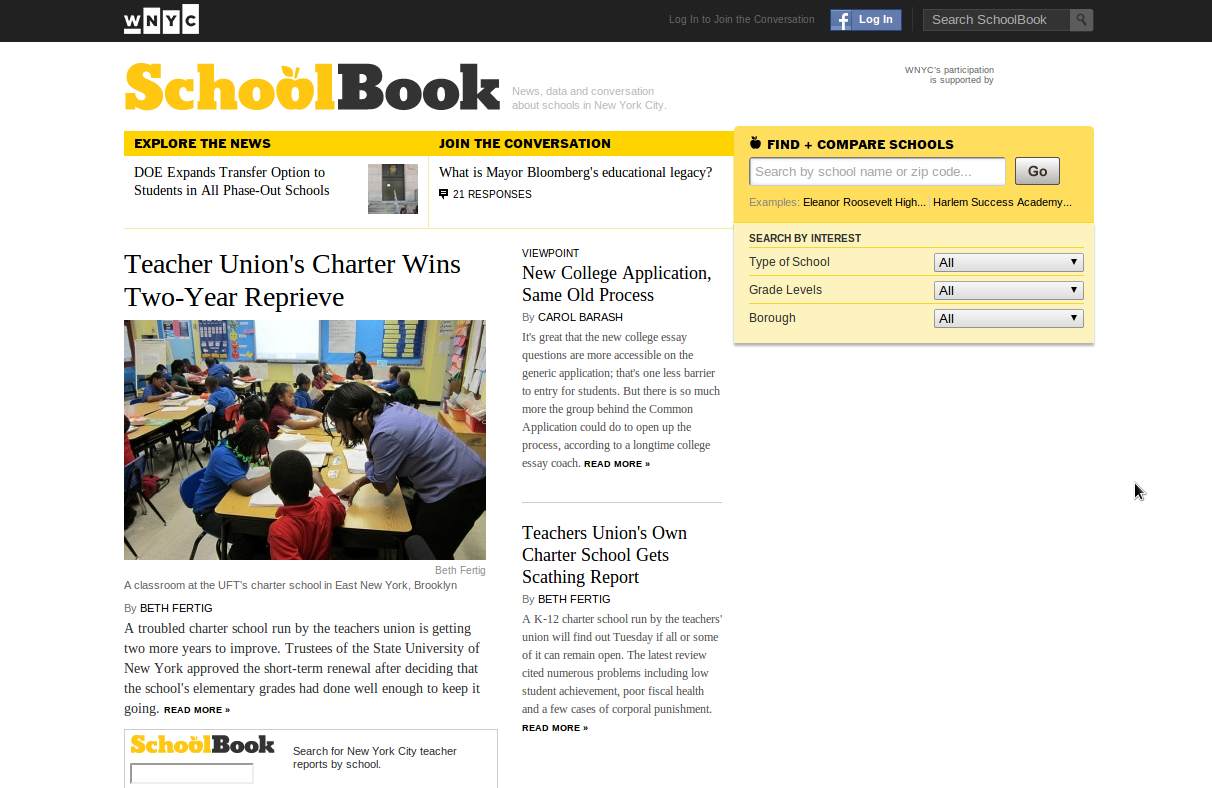 WNYC
Log In to Join the Conversation
f Log In
Search SchoolBook
SchoolBook
News, data and conversation
about schools in New York City.
WNYC's participation
is supported by
EXPLORE THE NEWS
DOE Expands Transfer Option to
Students in All Phase-Out Schools
JOIN THE CONVERSATION
What is Mayor Bloomberg's educational legacy?
21 RESPONSES
FIND + COMPARE SCHOOLS
Search by school name or zip code...
Go
Examples: Eleanor Roosevelt High... Harlem Success Academy...
SEARCH BY INTEREST
Type of School All
Grade Levels All
Borough All
Teacher Union's Charter Wins
Two-Year Reprieve
Beth Fertig
A classroom at the UFT's charter school in East New York, Brooklyn
By BETH FERTIG
A troubled charter school run by the teachers union is getting
two more years to improve. Trustees of the State University of
New York approved the short-term renewal after deciding that
the school's elementary grades had done well enough to keep it
going. READ MORE »
SchoolBook
Search for New York City teacher
reports by school.
VIEWPOINT
New College Application,
Same Old Process
By CAROL BARASH
It's great that the new college essay
questions are more accessible on the
generic application; that's one less barrier
to entry for students. But there is so much
more the group behind the Common
Application could do to open up the
process, according to a longtime college
essay coach. READ MORE »
Teachers Union's Own
Charter School Gets
Scathing Report
By BETH FERTIG
A K-12 charter school run by the teachers'
union will find out Tuesday if all or some
of it can remain open. The latest review
cited numerous problems including low
student achievement, poor fiscal health
and a few cases of corporal punishment.
READ MORE »